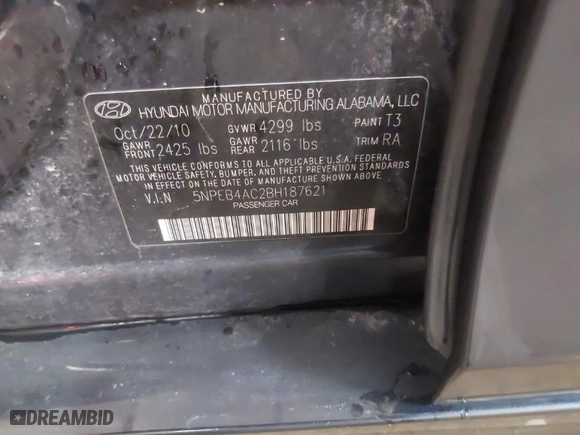 MANUFACTURED BY
HYUNDAI MOTOR MANUFACTURING ALABAMA, LLC
Oct/22/10 GVWR 4299 lbs PAINT T3
GAWR FRONT 2425 lbs GAWR REAR 2116 lbs TRIM RA
THIS VEHICLE CONFORMS TO ALL APPLICABLE U.S.A. FEDERAL
MOTOR VEHICLE SAFETY, BUMPER, AND THEFT PREVENTION
STANDARDS IN EFFECT ON THE DATE OF MANUFACTURE SHOWN ABOVE.
V.I.N 5NPEB4AC2BH187621
PASSENGER CAR
DREAMBID